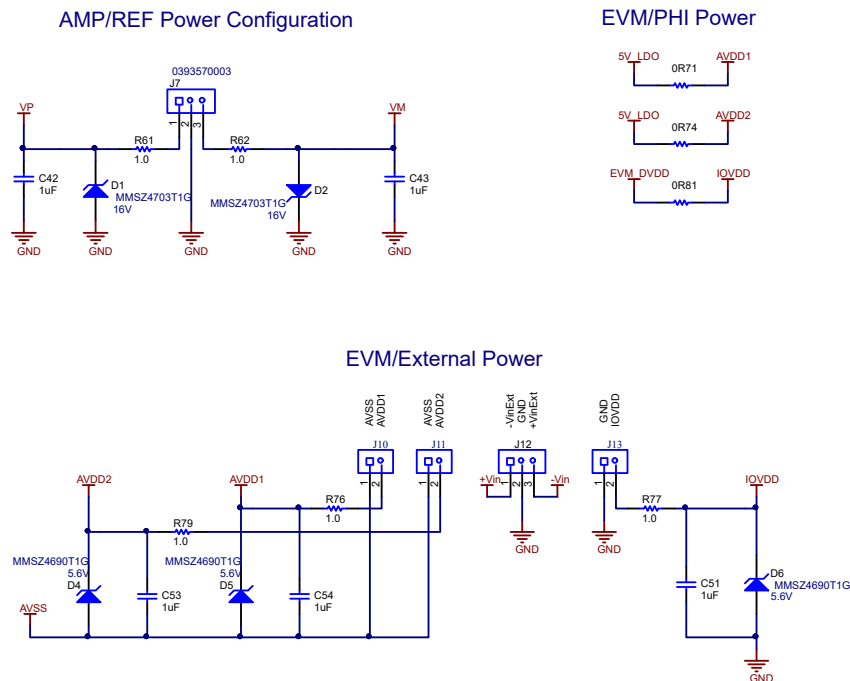 AMP/REF Power Configuration
EVM/PHI Power
0393570003
J7
VP
VM
1
2
3
R61
1.0
R62
1.0
C42
1uF
D1
MMSZ4703T1G
16V
D2
MMSZ4703T1G
16V
C43
1uF
GND
GND
GND
GND
GND
5V_LDO
0R71
AVDD1
5V_LDO
0R74
AVDD2
EVM_DVDD
0R81
IOVDD
EVM/External Power
AVSS
AVDD1
AVSS
AVDD2
-VinExt
GND
+VinExt
GND
IOVDD
J10
J11
J12
J13
1
2
1
2
1
2
3
1
2
AVDD2
AVDD1
+Vin
-Vin
IOVDD
R76
1.0
R79
1.0
R77
1.0
GND
GND
MMSZ4690T1G
5.6V
D4
C53
1uF
MMSZ4690T1G
5.6V
D5
C54
1uF
C51
1uF
D6
MMSZ4690T1G
5.6V
AVSS
GND